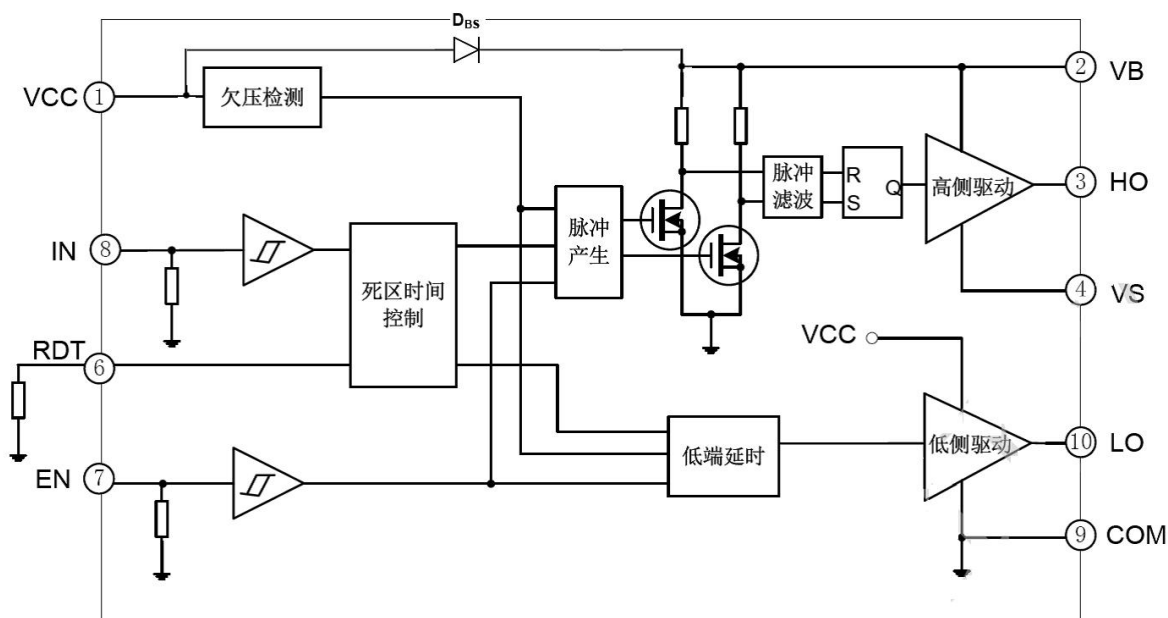 DBS
VCC
1
欠压检测
2
VB
脉冲
滤波
R
S
Q
高侧驱动
3
HO
IN
8
脉冲
产生
死区时间
控制
4
VS
VCC
RDT
6
低端延时
低侧驱动
10
LO
EN
7
9
COM